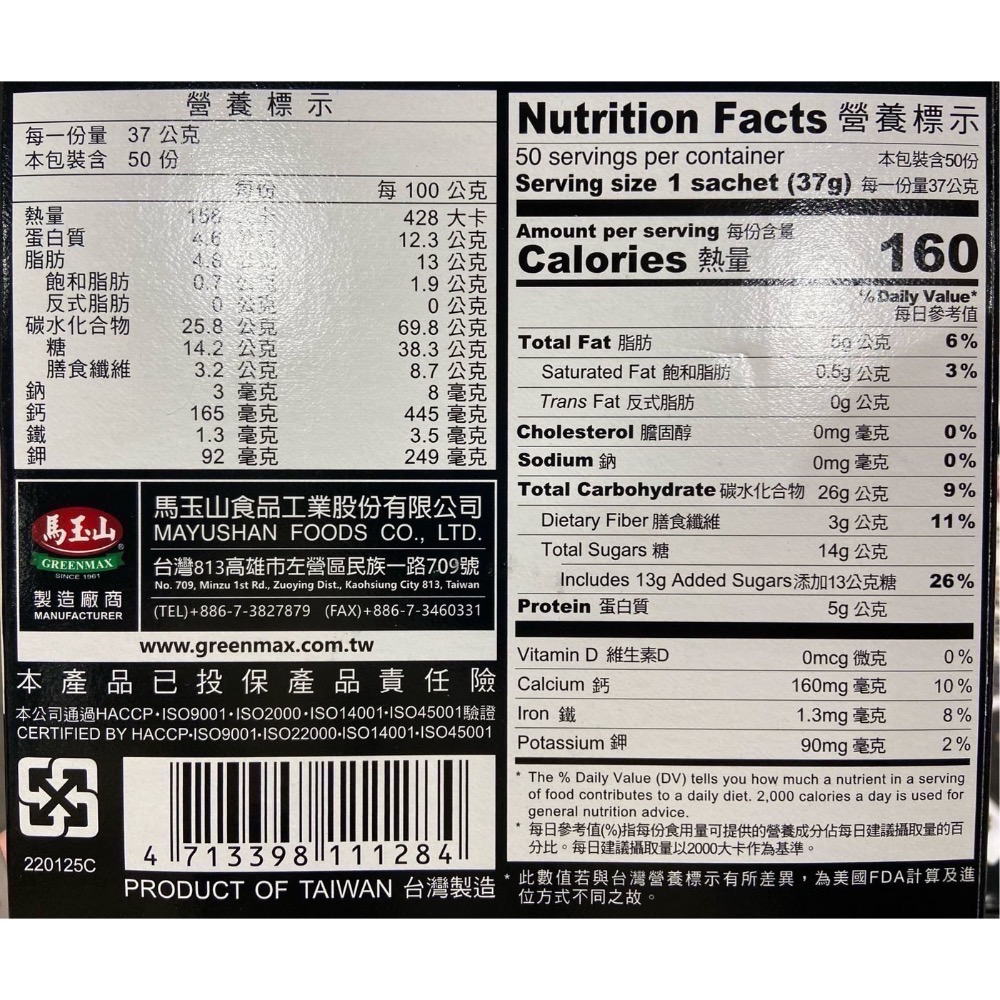 營養標示
每一份量 37 公克
本包裝含 50 份
每份 每 100 公克
熱量 158 大卡 428 大卡
蛋白質 4.6 公克 12.3 公克
脂肪 4.8 公克 13 公克
飽和脂肪 0.7 公克 1.9 公克
反式脂肪 0 公克 0 公克
碳水化合物 25.8 公克 69.8 公克
糖 14.2 公克 38.3 公克
膳食纖維 3.2 公克 8.7 公克
鈉 3 毫克 8 毫克
鈣 165 毫克 445 毫克
鐵 1.3 毫克 3.5 毫克
鉀 92 毫克 249 毫克
馬玉山®
GREENMAX
SINCE 1961
製造廠商
MANUFACTURER
馬玉山食品工業股份有限公司
MAYUSHAN FOODS CO., LTD.
台灣813高雄市左營區民族一路709號
No. 709, Minzu 1st Rd., Zuoying Dist., Kaohsiung City 813, Taiwan
(TEL)+886-7-3827879 (FAX)+886-7-3460331
www.greenmax.com.tw
本產品已投保產品責任險
本公司通過HACCP·ISO9001·ISO2000·ISO14001·ISO45001驗證
CERTIFIED BY HACCP·ISO9001·ISO22000·ISO14001·ISO45001
220125C
4 713398 111284
PRODUCT OF TAIWAN 台灣製造
Nutrition Facts 營養標示
50 servings per container 本包裝含50份
Serving size 1 sachet (37g) 每一份量37公克
Amount per serving 每份含量
Calories 熱量 160
% Daily Value*
每日參考值
Total Fat 脂肪 5g 公克 6%
Saturated Fat 飽和脂肪 0.5g 公克 3%
Trans Fat 反式脂肪 0g 公克
Cholesterol 膽固醇 0mg 毫克 0%
Sodium 鈉 0mg 毫克 0%
Total Carbohydrate 碳水化合物 26g 公克 9%
Dietary Fiber 膳食纖維 3g 公克 11%
Total Sugars 糖 14g 公克
Includes 13g Added Sugars 添加13公克糖 26%
Protein 蛋白質 5g 公克
Vitamin D 維生素D 0mcg 微克 0%
Calcium 鈣 160mg 毫克 10%
Iron 鐵 1.3mg 毫克 8%
Potassium 鉀 90mg 毫克 2%
* The % Daily Value (DV) tells you how much a nutrient in a serving
of food contributes to a daily diet. 2,000 calories a day is used for
general nutrition advice.
* 每日參考值(%)指每份食用量可提供的營養成分佔每日建議攝取量的百
分比。每日建議攝取量以2000大卡作為基準。
* 此數值若與台灣營養標示有所差異，為美國FDA計算及進
位方式不同之故。